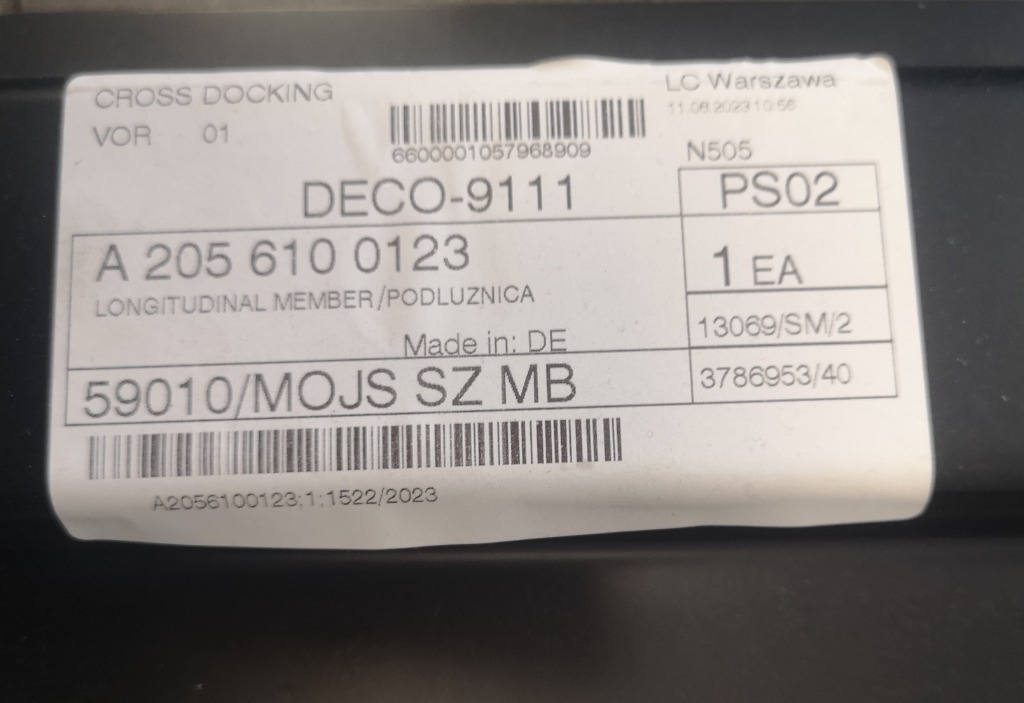 CROSS DOCKING
LC Warszawa
11.08.2023 10:56
VOR 01
6600001057968909
N505
DECO-9111
PS02
A 205 610 0123
1 EA
LONGITUDINAL MEMBER/PODLUZNICA
13069/SM/2
Made in: DE
59010/MOJS SZ MB
3786953/40
A2056100123;1;1522/2023